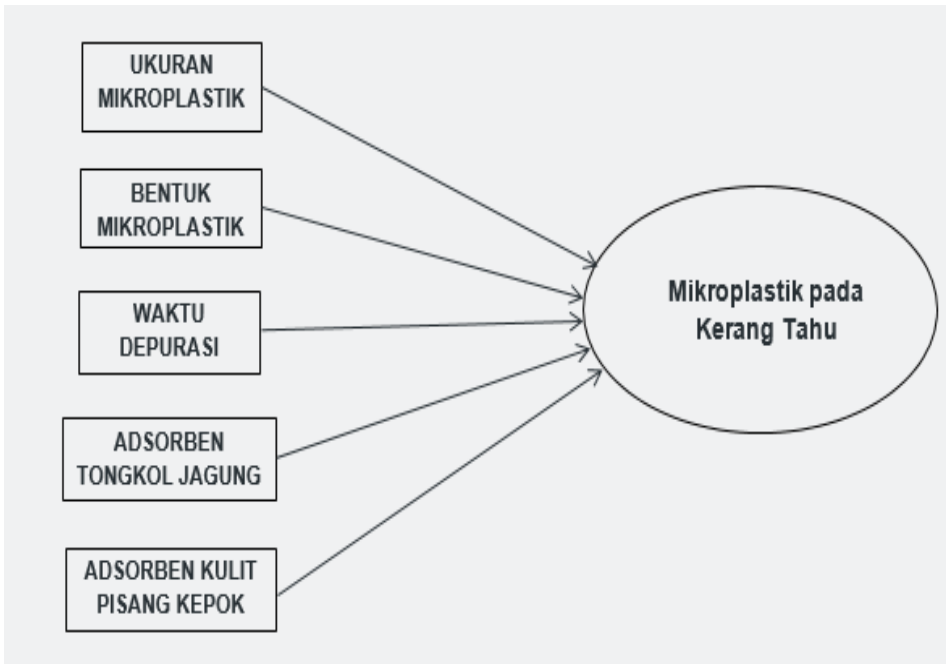 UKURAN
MIKROPLASTIK
BENTUK
MIKROPLASTIK
WAKTU
DEPURASI
ADSORBEN
TONGKOL JAGUNG
ADSORBEN KULIT
PISANG KEPOK
Mikroplastik pada
Kerang Tahu